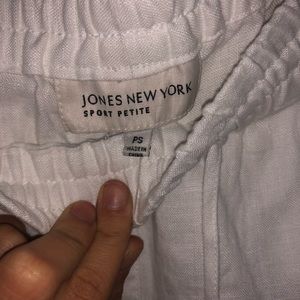 JONES NEW YORK
SPORT PETITE
PS
MADE IN
CHINA